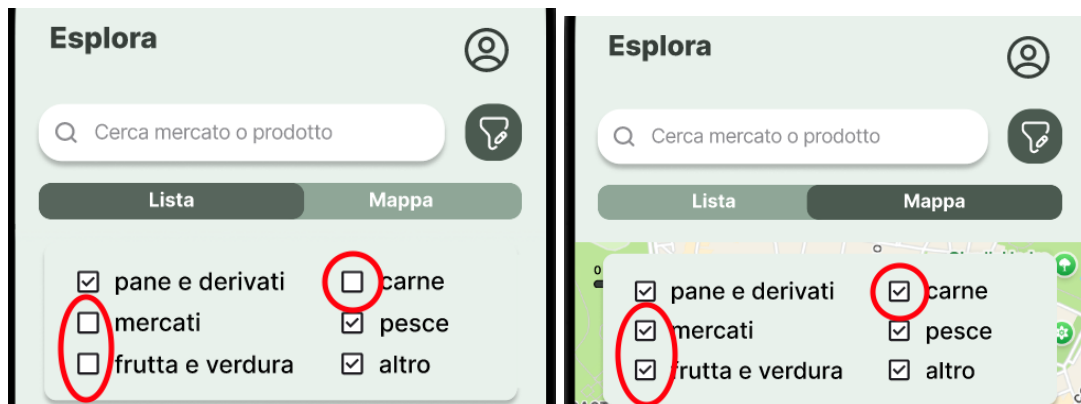 Esplora
Cerca mercato o prodotto
Lista Mappa
pane e derivati carne
mercati pesce
frutta e verdura altro
Esplora
Cerca mercato o prodotto
Lista Mappa
0
pane e derivati carne
mercati pesce
frutta e verdura altro